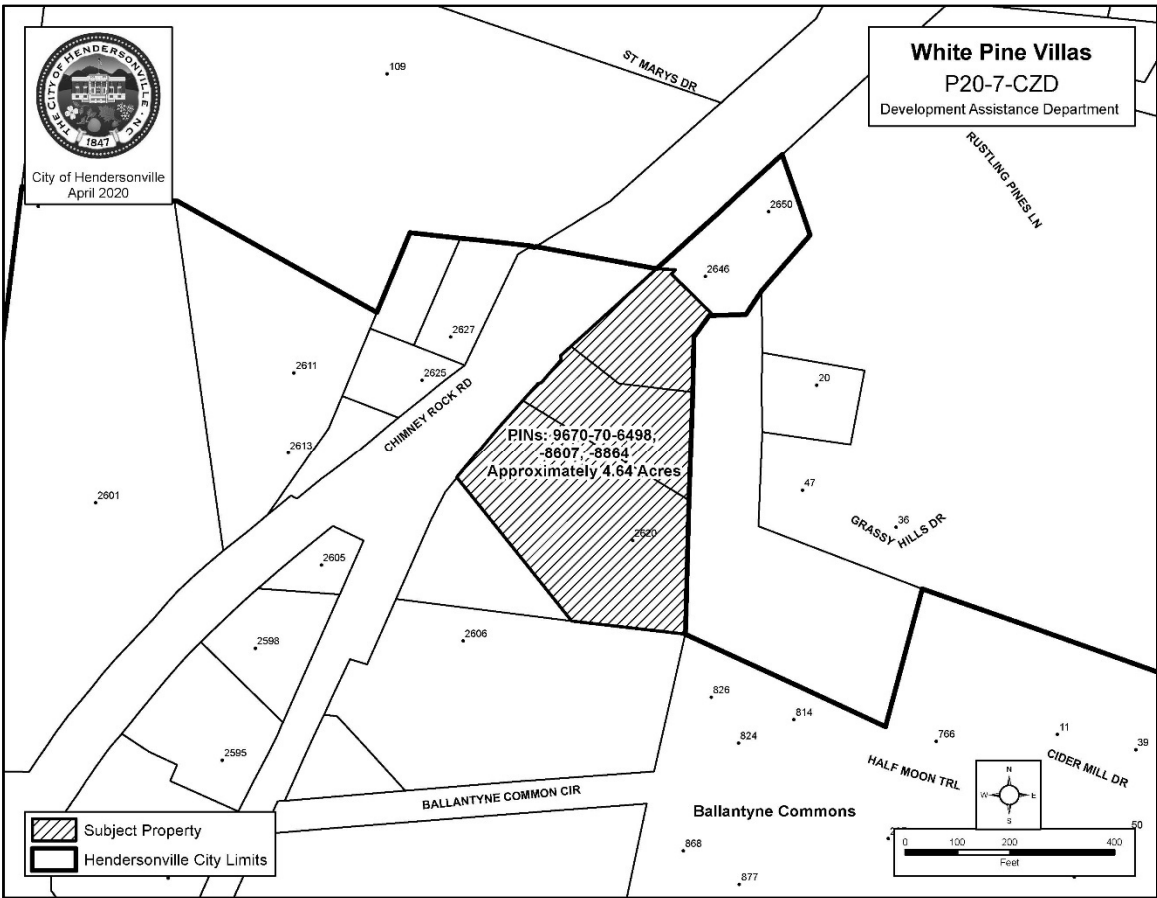 THE CITY OF HENDERSONVILLE, NC
1847
City of Hendersonville
April 2020
White Pine Villas
P20-7-CZD
Development Assistance Department
109
ST MARYS DR
RUSTLING PINES LN
2650
2646
2627
2611
2625
20
CHIMNEY ROCK RD
PINs: 9670-70-6498,
-8607, -8864
Approximately 4.64 Acres
2613
2601
47
36
GRASSY HILLS DR
2620
2605
2598
2606
826
814
824
766
11
39
2595
HALF MOON TRL
CIDER MILL DR
N
W
E
S
BALLANTYNE COMMON CIR
Ballantyne Commons
Subject Property
Hendersonville City Limits
50
868
877
0 100 200 400
Feet